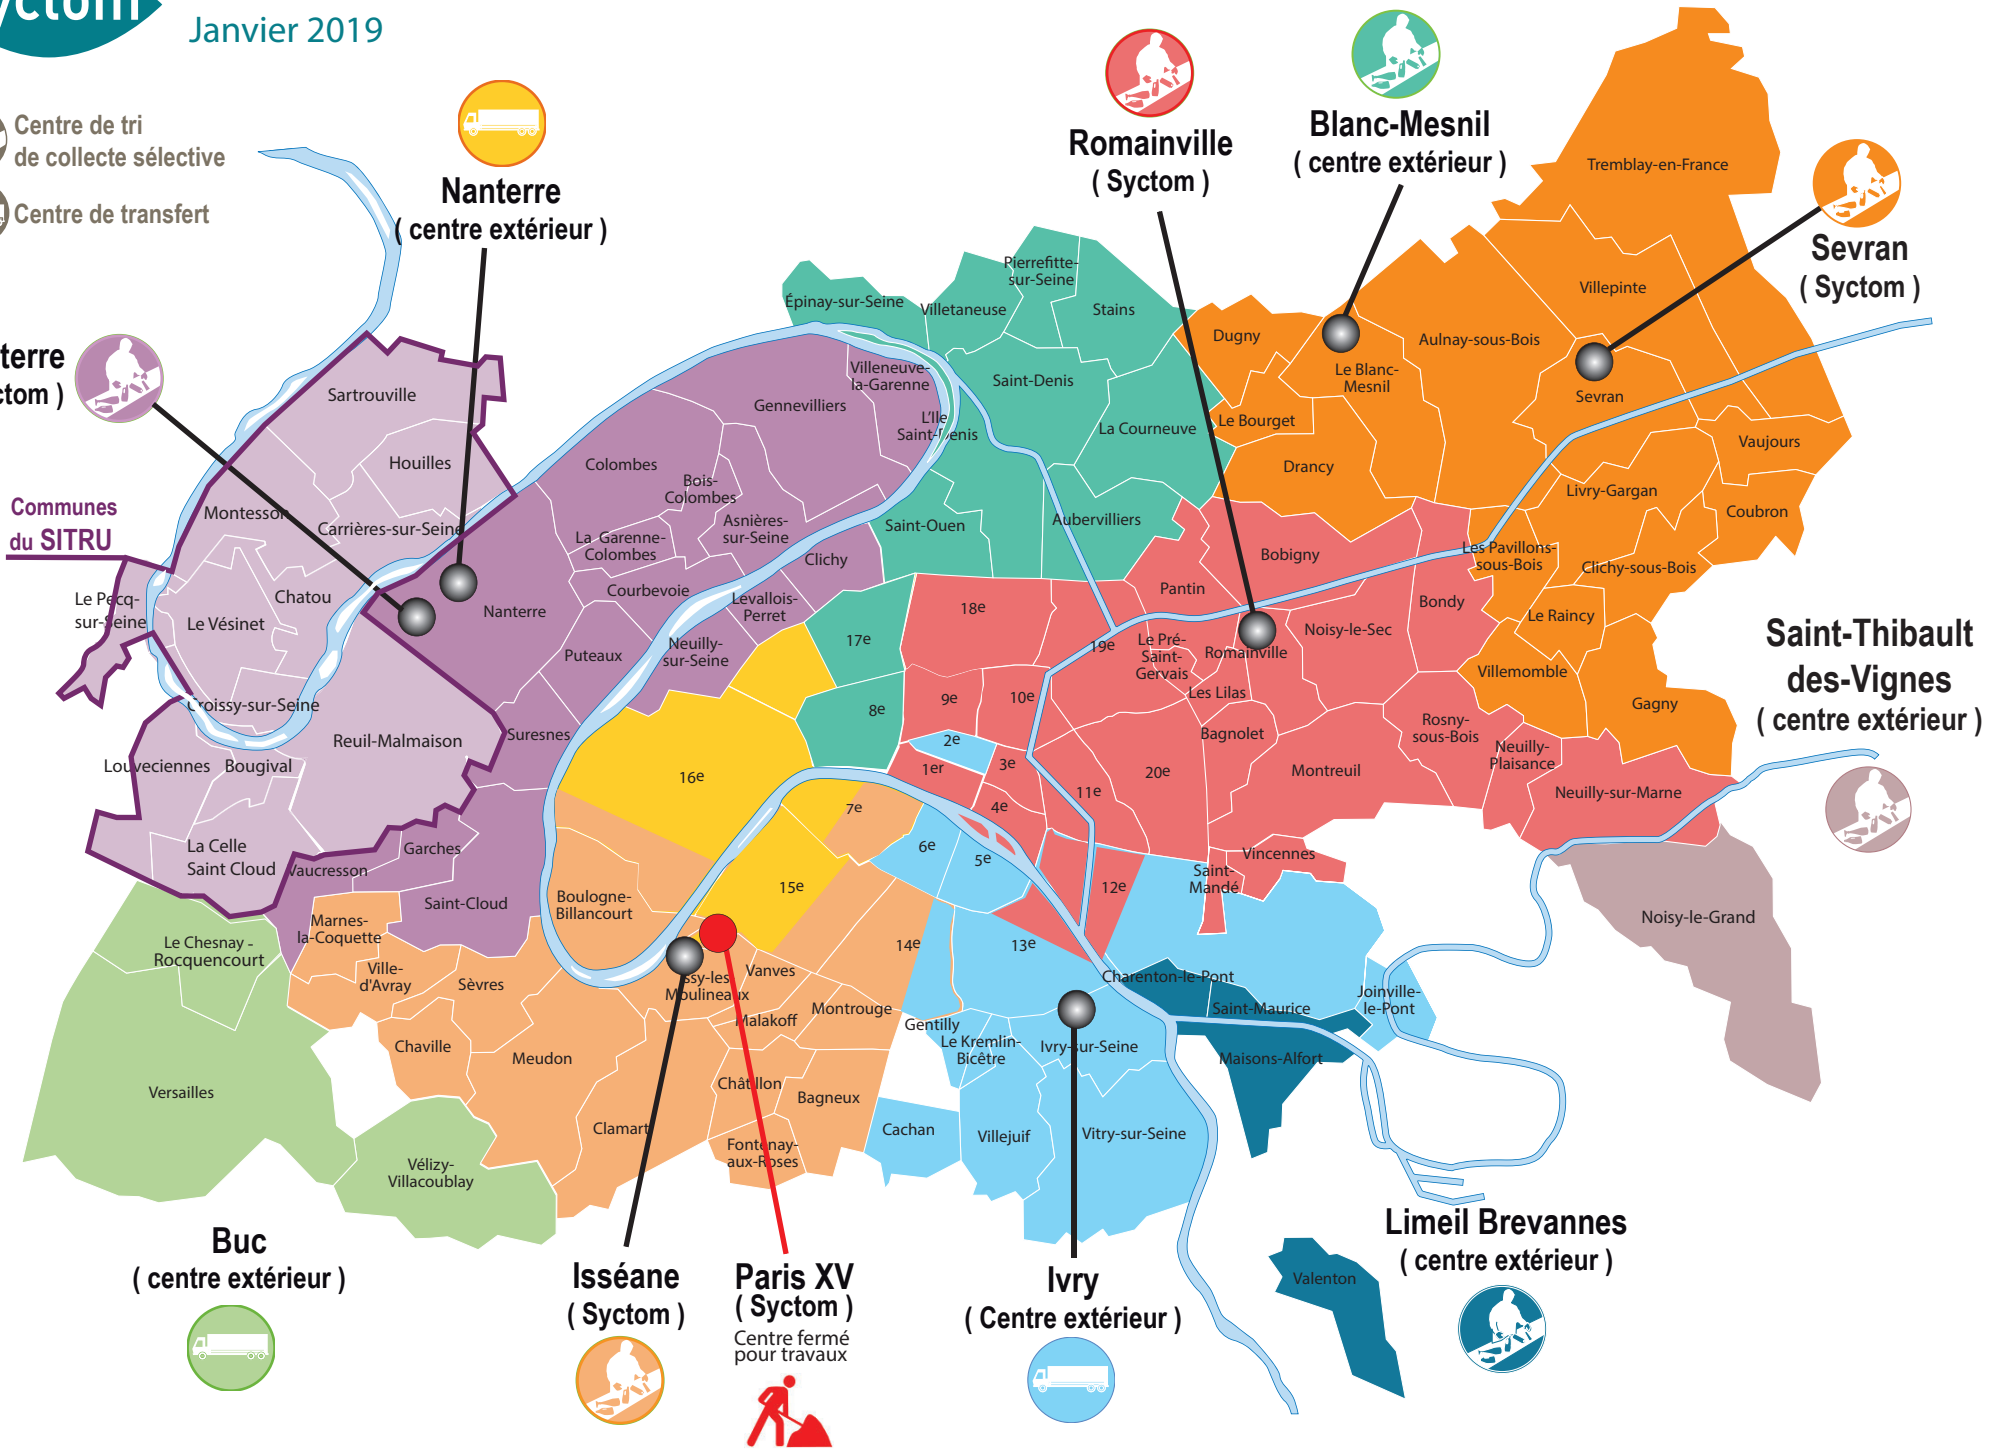 Janvier 2019
Centre de tri
de collecte sélective
Centre de transfert
Nanterre
( centre extérieur )
Romainville
( Syctom )
Blanc-Mesnil
( centre extérieur )
Sevran
( Syctom )
Communes
du SITRU
Saint-Thibault
des-Vignes
( centre extérieur )
Tremblay-en-France
Villepinte
Aulnay-sous-Bois
Sevran
Dugny
Le Blanc-
Mesnil
Le Bourget
Drancy
Vaujours
Livry-Gargan
Coubron
Les Pavillons-
sous-Bois
Clichy-sous-Bois
Le Raincy
Villemomble
Gagny
Épinay-sur-Seine
Villetaneuse
Pierrefitte-
sur-Seine
Stains
Saint-Denis
La Courneuve
Villeneuve-
la-Garenne
L'Ile
Saint-Denis
Saint-Ouen
Aubervilliers
Gennevilliers
Colombes
Bois-
Colombes
Asnières-
sur-Seine
La Garenne-
Colombes
Clichy
Courbevoie
Levallois-
Perret
Nanterre
Puteaux
Neuilly-
sur-Seine
Suresnes
Sartrouville
Houilles
Montesson
Carrières-sur-Seine
Chatou
Le Pecq-
sur-Seine
Le Vésinet
Croissy-sur-Seine
Reuil-Malmaison
Louveciennes
Bougival
La Celle
Saint Cloud
Vaucresson
Garches
Saint-Cloud
Marnes-
la-Coquette
Ville-
d'Avray
Sèvres
Chaville
Meudon
Boulogne-
Billancourt
Vanves
Moulineaux
Malakoff
Montrouge
Châtillon
Bagneux
Clamart
Fontenay-
aux-Roses
Le Chesnay -
Rocquencourt
Versailles
Vélizy-
Villacoublay
17e
18e
19e
8e
9e
10e
2e
1er
3e
4e
11e
20e
16e
7e
6e
5e
15e
12e
14e
13e
Pantin
Bobigny
Bondy
Le Pré-
Saint-
Gervais
Romainville
Noisy-le-Sec
Les Lilas
Bagnolet
Montreuil
Rosny-
sous-Bois
Neuilly-
Plaisance
Neuilly-sur-Marne
Vincennes
Saint-
Mandé
Noisy-le-Grand
Charenton-le-Pont
Saint-Maurice
Joinville-
le-Pont
Maisons-Alfort
Gentilly
Le Kremlin-
Bicêtre
Ivry-sur-Seine
Cachan
Villejuif
Vitry-sur-Seine
Valenton
Buc
( centre extérieur )
Isséane
( Syctom )
Paris XV
( Syctom )
Centre fermé
pour travaux
Ivry
( Centre extérieur )
Limeil Brevannes
( centre extérieur )